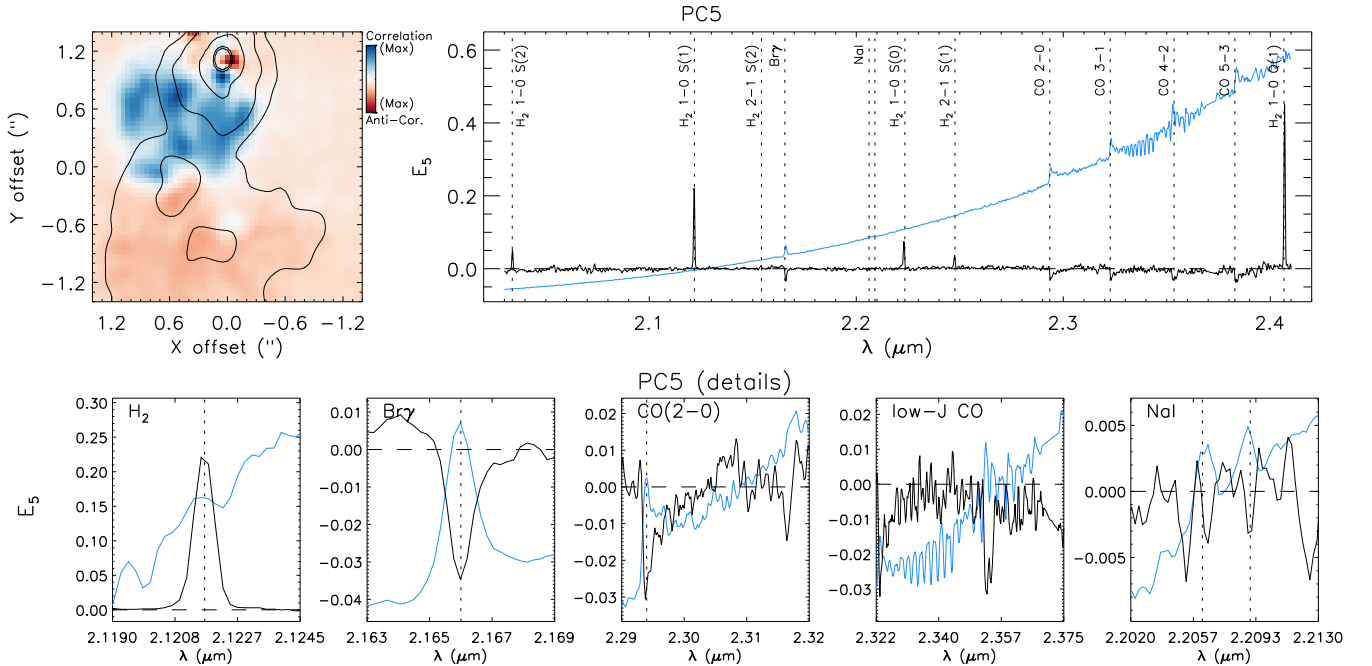 PC5
Correlation
(Max)
(Max)
Anti-Cor.
1.2
0.6
0.0
−0.6
−1.2
Y offset ('')
1.2 0.6 0.0 −0.6 −1.2
X offset ('')
0.6
0.4
0.2
0.0
E5
H2 1−0 S(2)
H2 1−0 S(1)
H2 2−1 S(2)
Brγ
NaI
H2 1−0 S(0)
H2 2−1 S(1)
CO 2−0
CO 3−1
CO 4−2
CO 5−3
H2 1−0 Q(1)
2.1 2.2 2.3 2.4
λ (μm)
PC5 (details)
H2
0.30
0.25
0.20
0.15
0.10
0.05
0.00
E5
2.1190 2.1208 2.1227 2.1245
λ (μm)
Brγ
0.01
0.00
−0.01
−0.02
−0.03
−0.04
2.163 2.165 2.167 2.169
λ (μm)
CO(2−0)
0.02
0.01
0.00
−0.01
−0.02
−0.03
2.29 2.30 2.31 2.32
λ (μm)
low−J CO
0.02
0.01
0.00
−0.01
−0.02
−0.03
2.322 2.340 2.357 2.375
λ (μm)
NaI
0.005
0.000
−0.005
2.2020 2.2057 2.2093 2.2130
λ (μm)